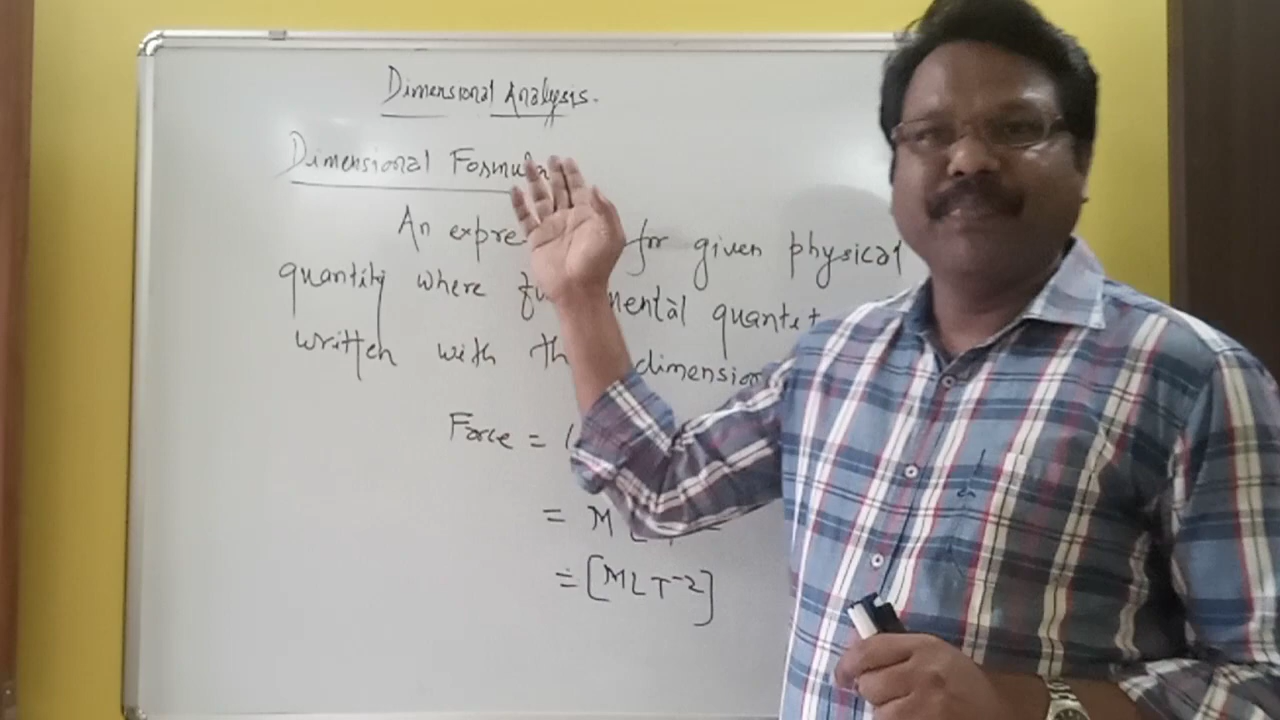 Dimensional Analysis.
Dimensional Formula
An expre for given physical
quantity where fu mental quantit
written with th dimension
Force =
= M L T
= [MLT-2]